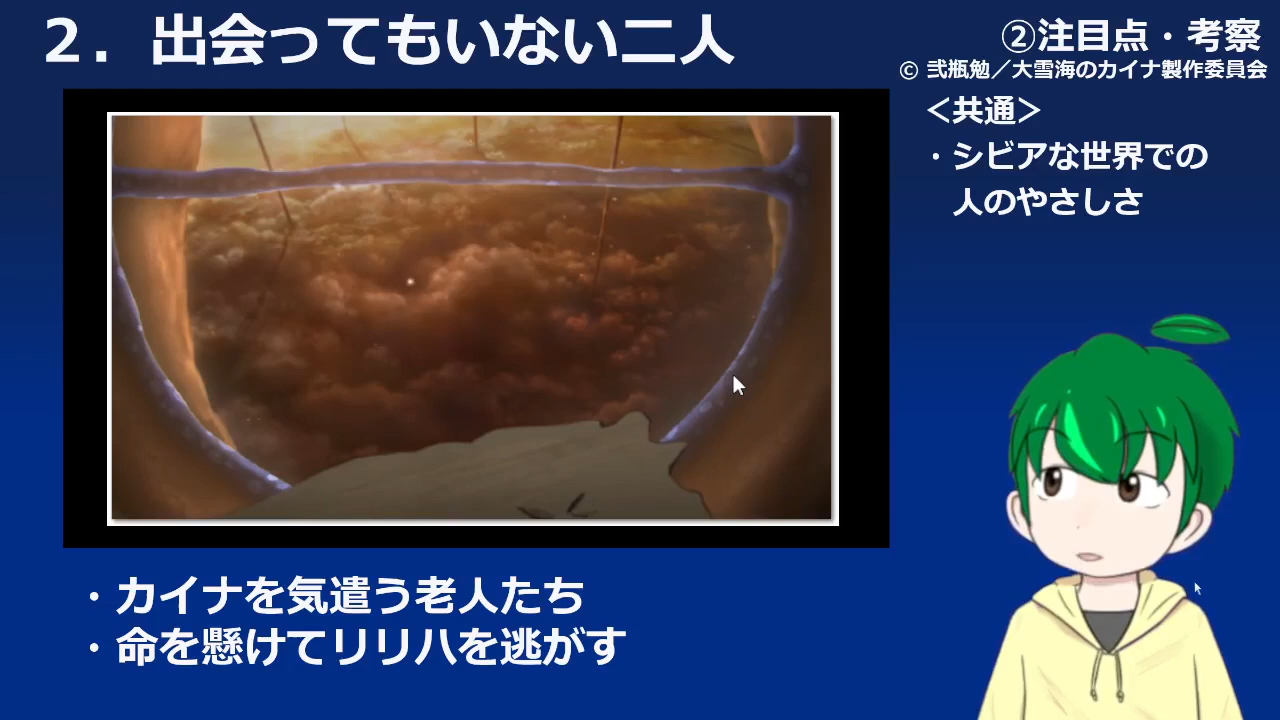 ２．出会ってもいない二人
②注目点・考察
© 弐瓶勉／大雪海のカイナ製作委員会
＜共通＞
・シビアな世界での
人のやさしさ
・カイナを気遣う老人たち
・命を懸けてリリハを逃がす